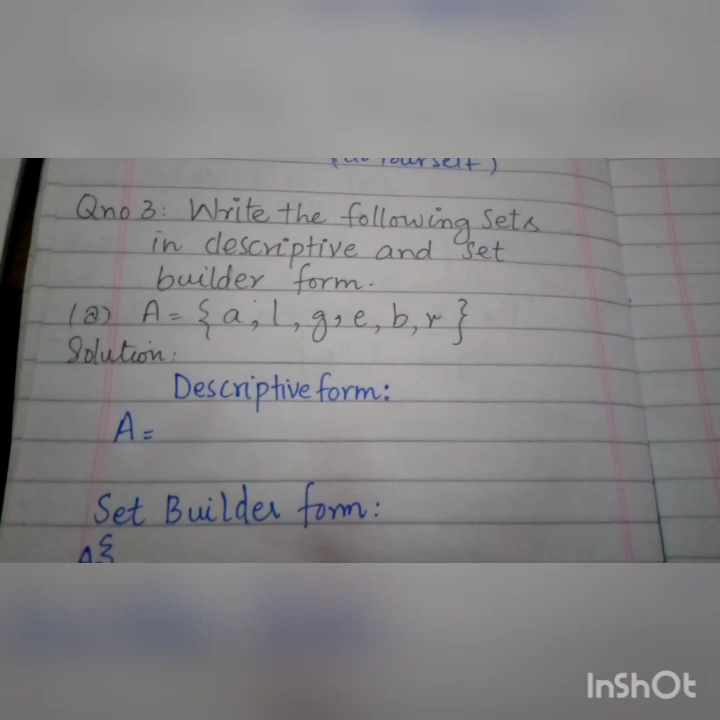 Yourself)
Qno 3: Write the following sets
in descriptive and set
builder form.
(a) A = { a, l, g, e, b, r }
Solution:
Descriptive form:
A =
Set Builder form:
A {
InShOt